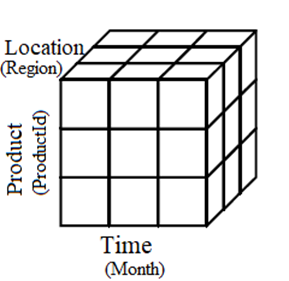 Location
(Region)
Product
(ProductId)
Time
(Month)